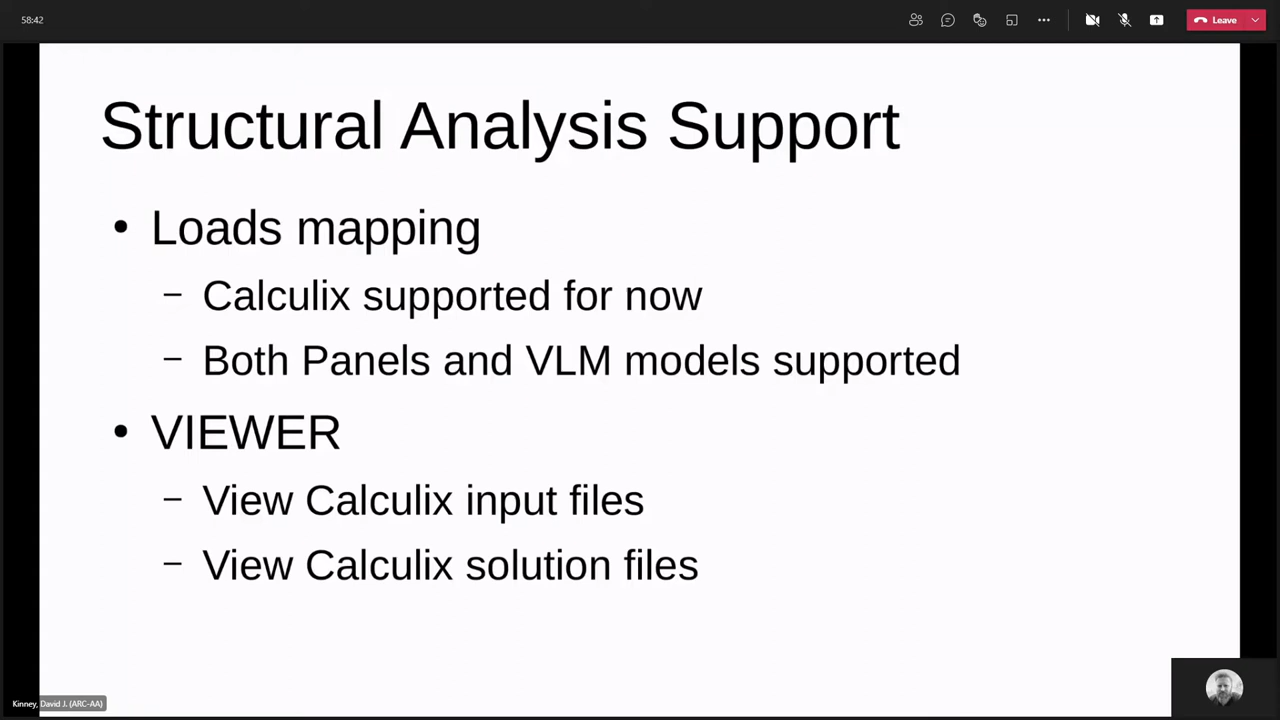 58:42
Leave
Structural Analysis Support
• Loads mapping
– Calculix supported for now
– Both Panels and VLM models supported
• VIEWER
– View Calculix input files
– View Calculix solution files
Kinney, David J. (ARC-AA)